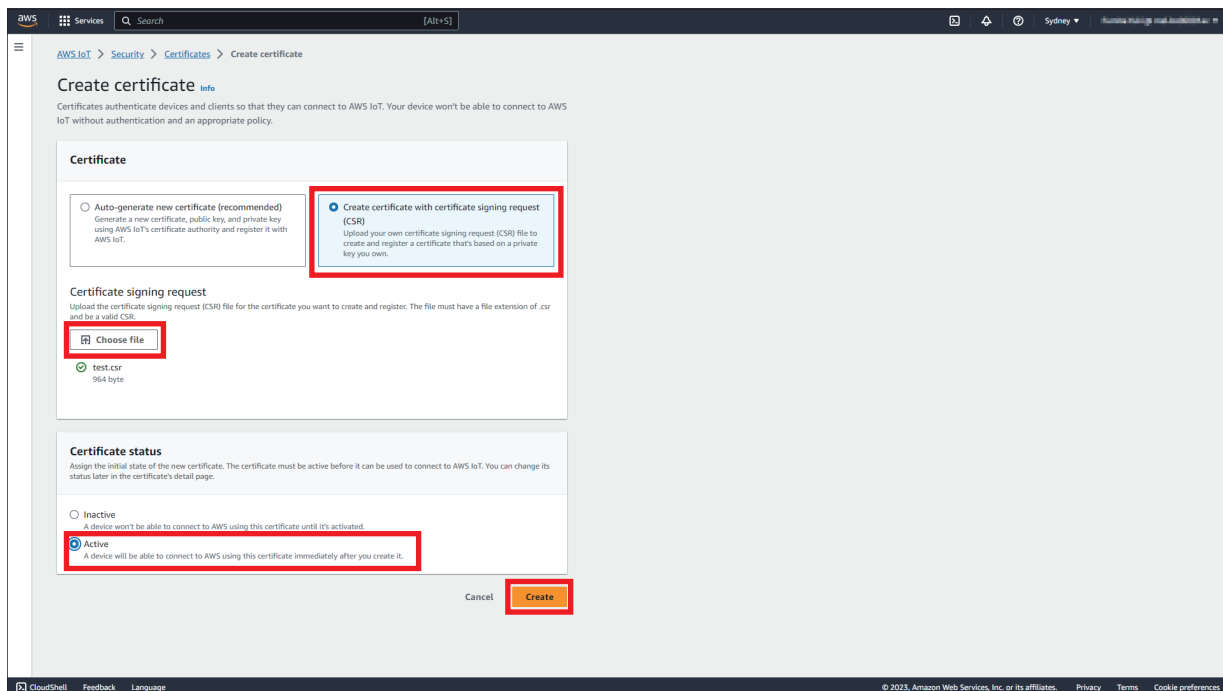 aws Services Search [Alt+S] Sydney
AWS IoT > Security > Certificates > Create certificate
Create certificate Info
Certificates authenticate devices and clients so that they can connect to AWS IoT. Your device won't be able to connect to AWS
IoT without authentication and an appropriate policy.
Certificate
Auto-generate new certificate (recommended)
Generate a new certificate, public key, and private key
using AWS IoT's certificate authority and register it with
AWS IoT.
Create certificate with certificate signing request
(CSR)
Upload your own certificate signing request (CSR) file to
create and register a certificate that's based on a private
key you own.
Certificate signing request
Upload the certificate signing request (CSR) file for the certificate you want to create and register. The file must have a file extension of .csr
and be a valid CSR.
Choose file
test.csr
964 byte
Certificate status
Assign the initial state of the new certificate. The certificate must be active before it can be used to connect to AWS IoT. You can change its
status later in the certificate's detail page.
Inactive
A device won't be able to connect to AWS using this certificate until it's activated.
Active
A device will be able to connect to AWS using this certificate immediately after you create it.
Cancel Create
CloudShell Feedback Language © 2023, Amazon Web Services, Inc. or its affiliates. Privacy Terms Cookie preferences